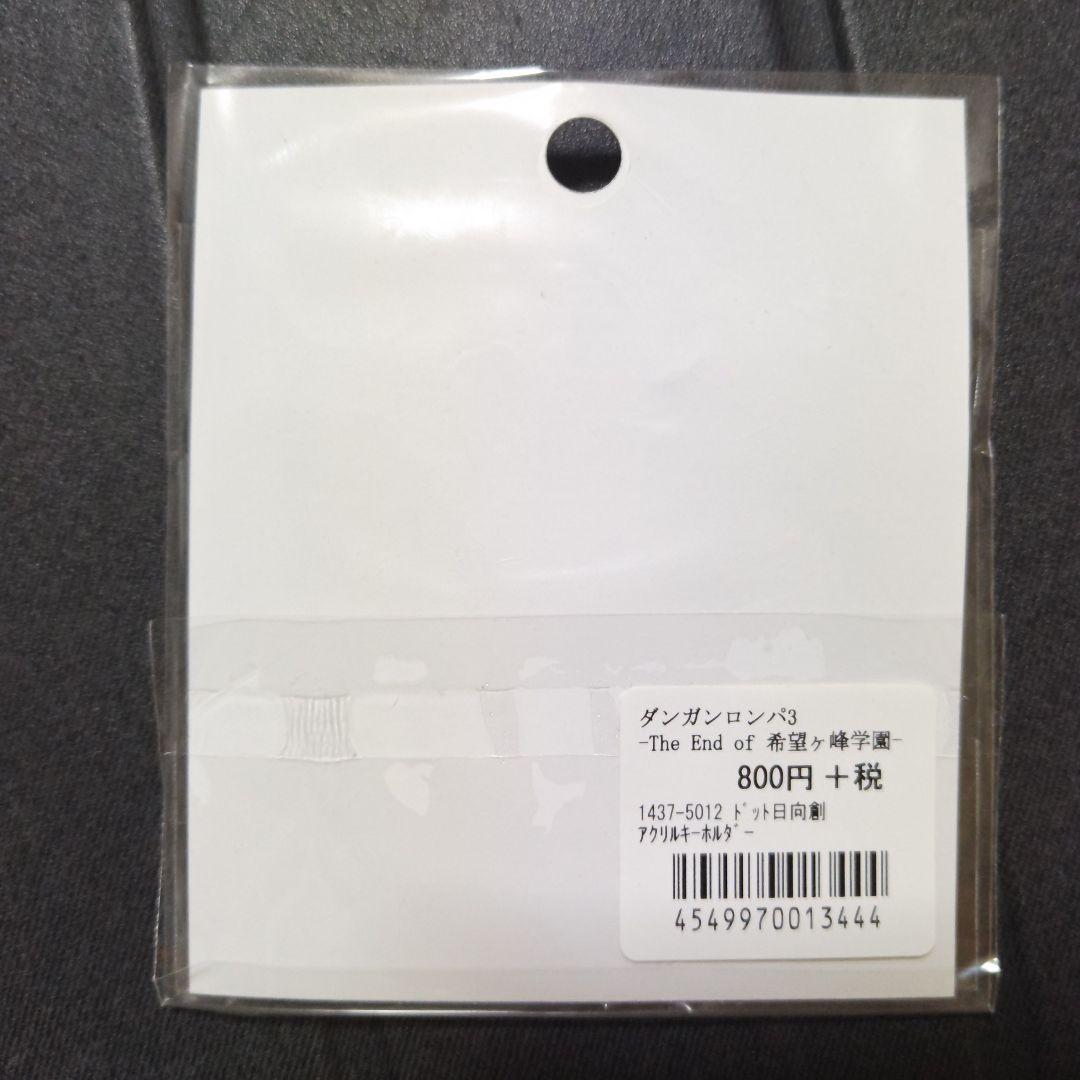 ダンガンロンパ3
-The End of 希望ヶ峰学園-
800円＋税
1437-5012 ﾄﾞｯﾄ日向創
ｱｸﾘﾙｷｰﾎﾙﾀﾞｰ
4549970013444